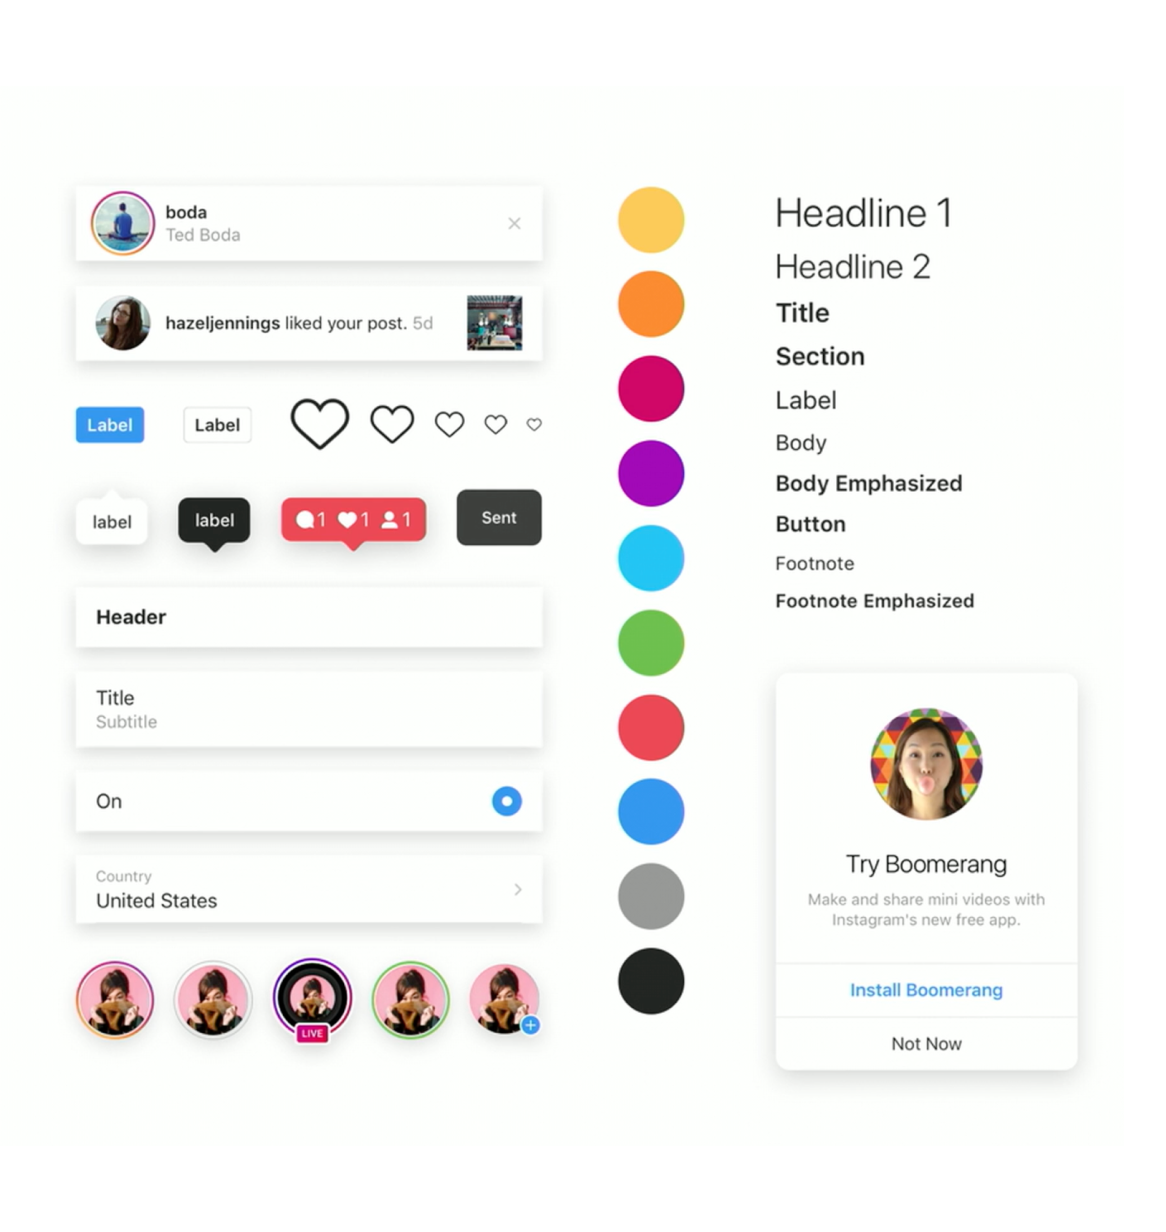 boda
Ted Boda
hazeljennings liked your post. 5d
Label
Label
label
label
1 1 1
Sent
Header
Title
Subtitle
On
Country
United States
LIVE
Headline 1
Headline 2
Title
Section
Label
Body
Body Emphasized
Button
Footnote
Footnote Emphasized
Try Boomerang
Make and share mini videos with
Instagram's new free app.
Install Boomerang
Not Now